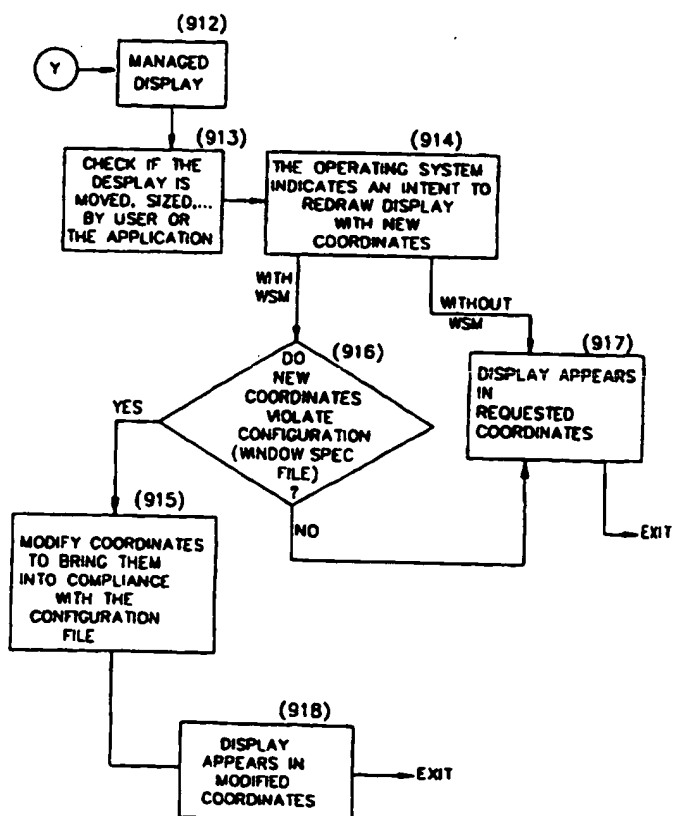 (912)
Y
MANAGED
DISPLAY
(913)
CHECK IF THE
DESPLAY IS
MOVED, SIZED,...
BY USER OR
THE APPLICATION
(914)
THE OPERATING SYSTEM
INDICATES AN INTENT TO
REDRAW DISPLAY
WITH NEW
COORDINATES
WITH
WSM
WITHOUT
WSM
(916)
DO
NEW
COORDINATES
VIOLATE
CONFIGURATION
(WINDOW SPEC
FILE)
?
YES
NO
(917)
DISPLAY APPEARS
IN
REQUESTED
COORDINATES
EXIT
(915)
MODIFY COORDINATES
TO BRING THEM
INTO COMPLIANCE
WITH THE
CONFIGURATION
FILE
(918)
DISPLAY
APPEARS IN
MODIFIED
COORDINATES
EXIT